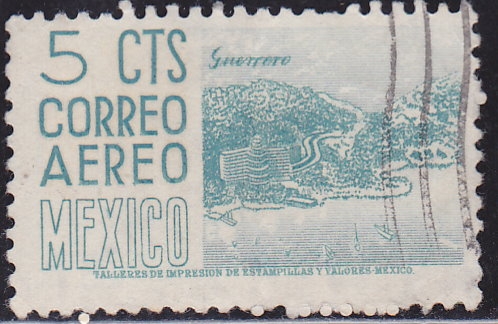 5 CTS
Guerrero
CORREO
AEREO
MEXICO
TALLERES DE IMPRESION DE ESTAMPILLAS Y VALORES-MEXICO.